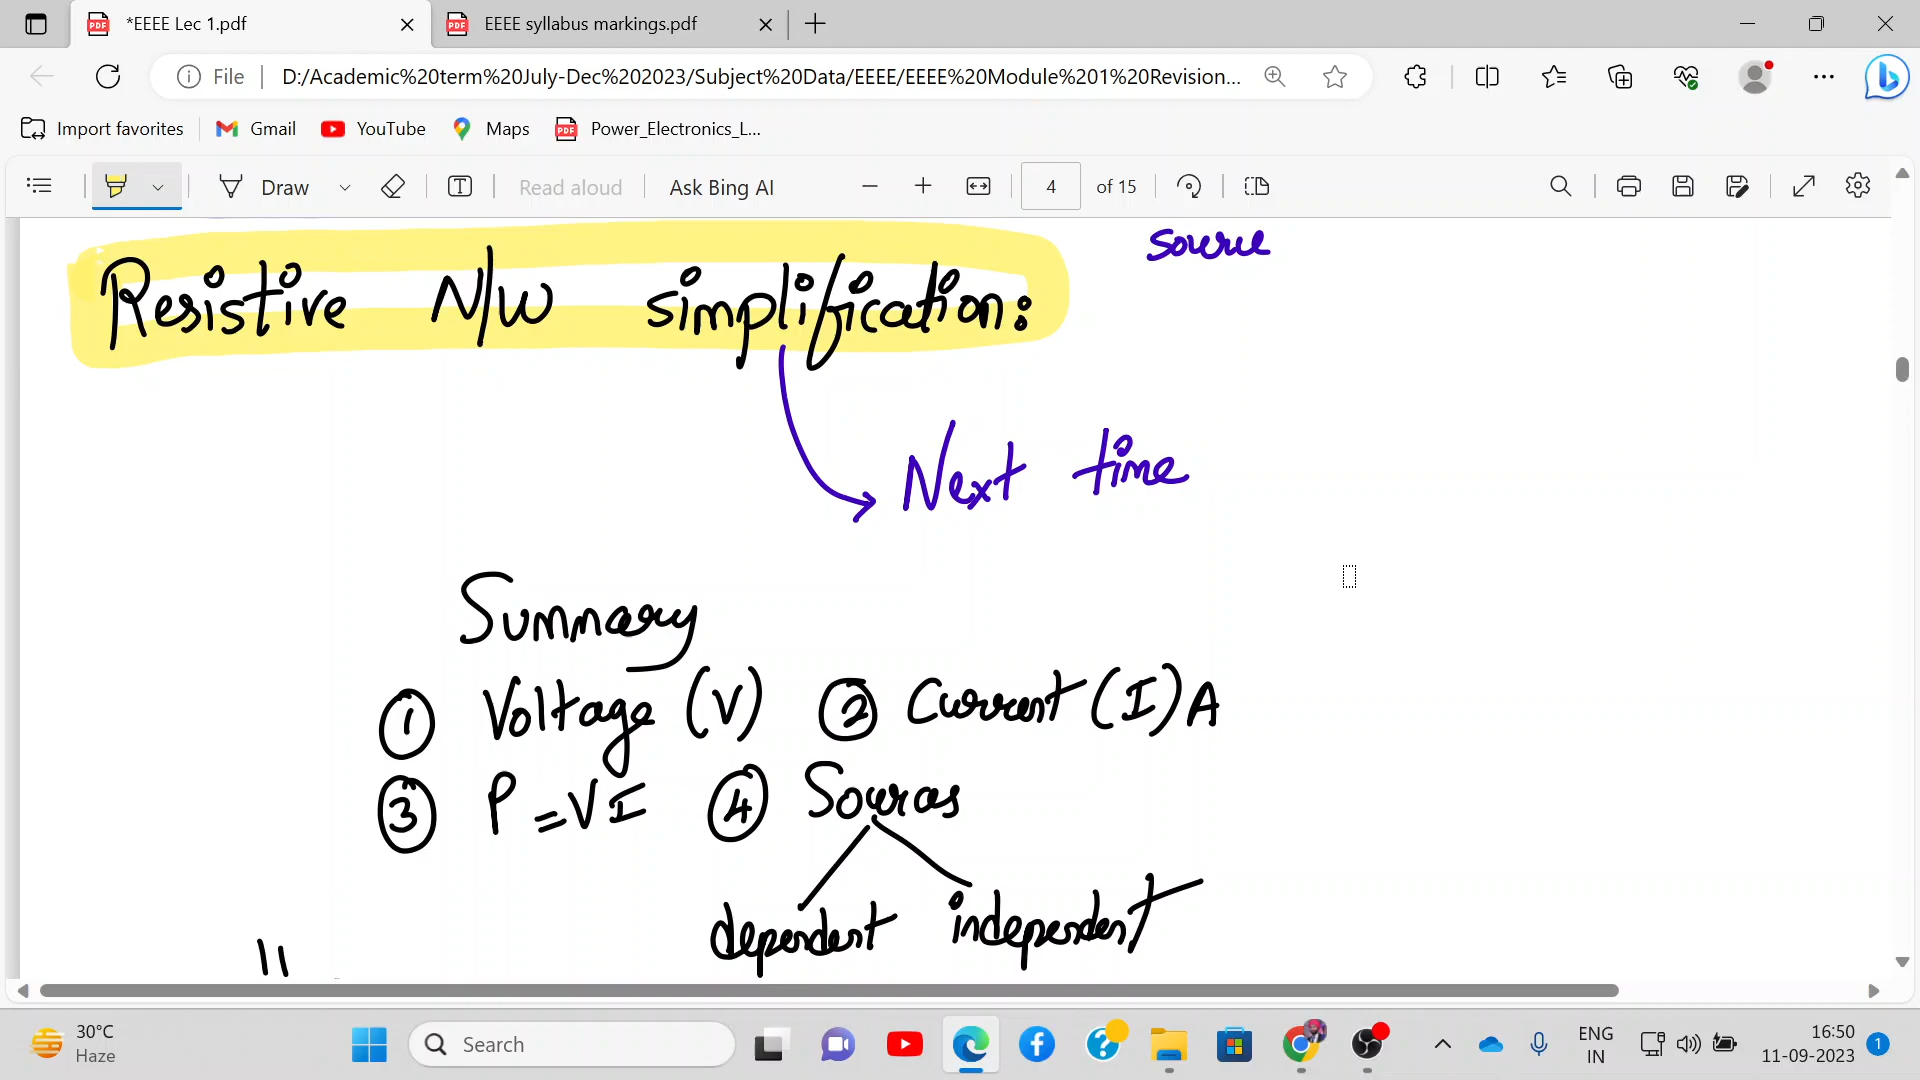 *EEEE Lec 1.pdf
EEEE syllabus markings.pdf
File
D:/Academic%20term%20July-Dec%202023/Subject%20Data/EEEE/EEEE%20Module%201%20Revision...
Import favorites
Gmail
YouTube
Maps
Power_Electronics_L...
Draw
Read aloud
Ask Bing AI
4 of 15
source
Resistive N/W simplification:
Next time
Summary
① Voltage (V) ② Current (I) A
③ P = VI ④ Sources
dependent independent
30°C
Haze
Search
ENG
IN
16:50
11-09-2023
1